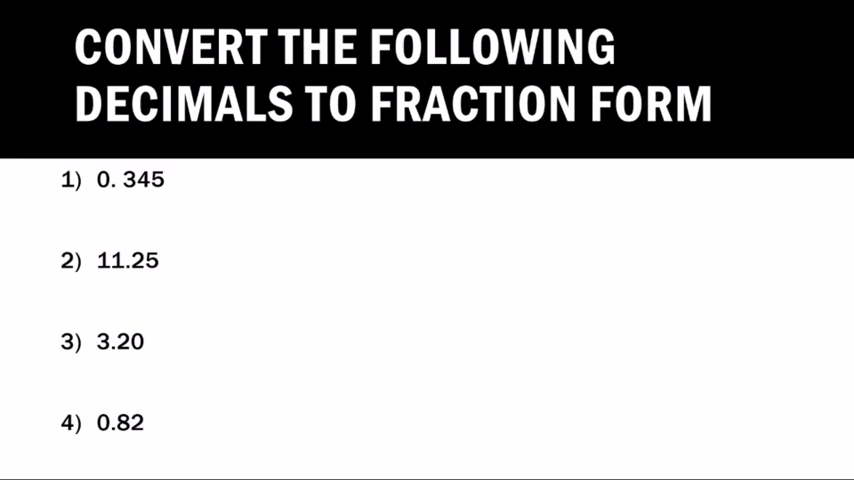 CONVERT THE FOLLOWING
DECIMALS TO FRACTION FORM
1) 0. 345
2) 11.25
3) 3.20
4) 0.82